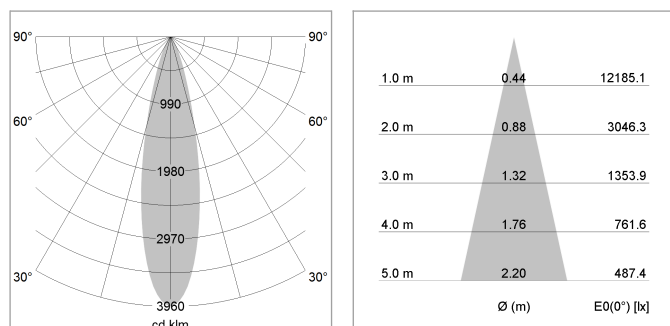 90° 90°
990
60° 60°
1980
2970
30° 30°
3960
cd klm
1.0 m 0.44 12185.1
2.0 m 0.88 3046.3
3.0 m 1.32 1353.9
4.0 m 1.76 761.6
5.0 m 2.20 487.4
Ø (m) E0(0°) [lx]